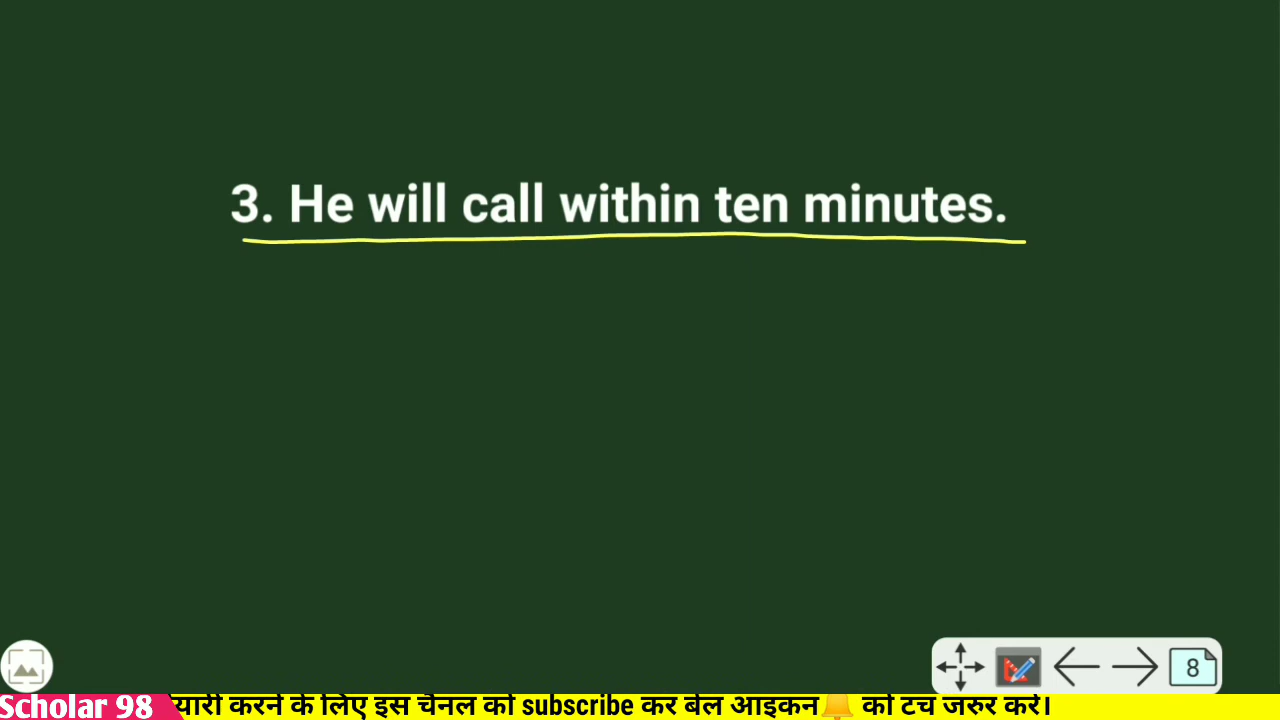 3. He will call within ten minutes.
8
Scholar 98 यारी करने के लिए इस चैनल को subscribe कर बेल आइकन🔔 को टच जरुर करें।